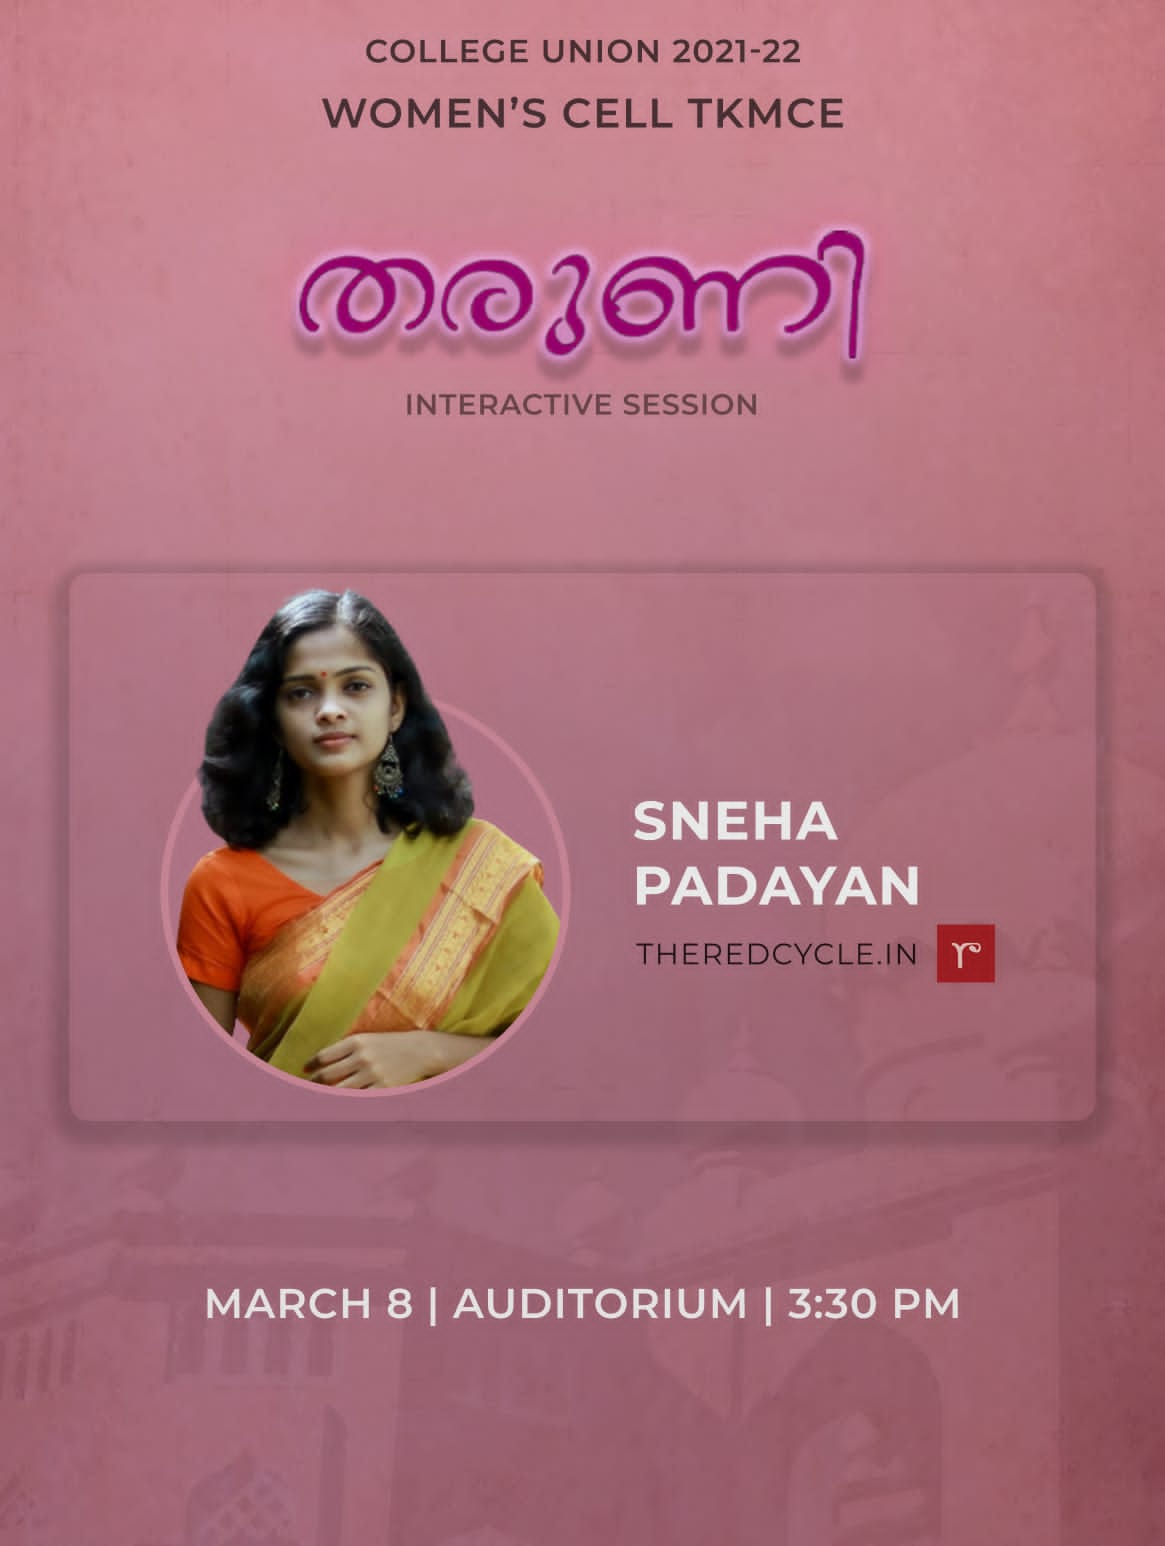 COLLEGE UNION 2021-22
WOMEN'S CELL TKMCE
തരുണി
INTERACTIVE SESSION
SNEHA
PADAYAN
THEREDCYCLE.IN r
MARCH 8 | AUDITORIUM | 3:30 PM